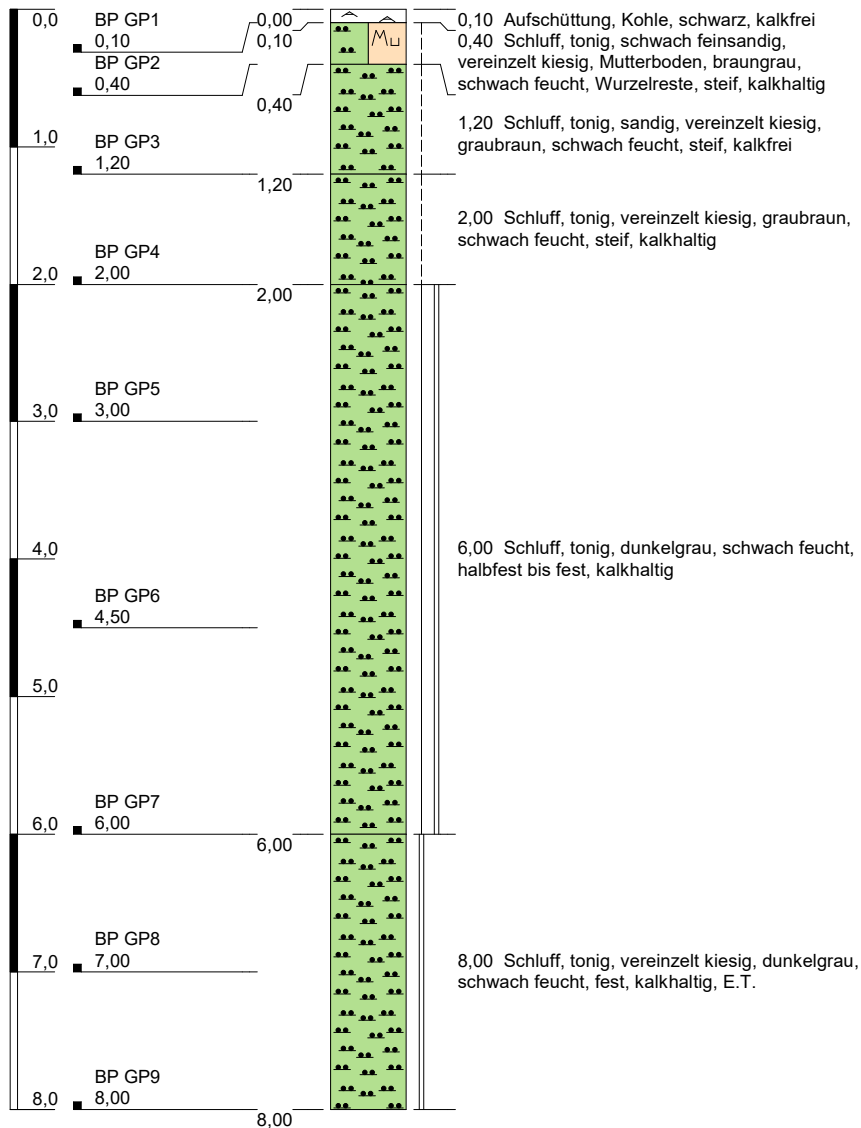 0,0
BP GP1
0,10
BP GP2
0,40
1,0
BP GP3
1,20
BP GP4
2,00
2,0
BP GP5
3,00
3,0
4,0
BP GP6
4,50
5,0
BP GP7
6,00
6,0
BP GP8
7,00
7,0
BP GP9
8,00
8,0
0,00
0,10
0,40
1,20
2,00
6,00
8,00
Mu
0,10 Aufschüttung, Kohle, schwarz, kalkfrei
0,40 Schluff, tonig, schwach feinsandig,
vereinzelt kiesig, Mutterboden, braungrau,
schwach feucht, Wurzelreste, steif, kalkhaltig
1,20 Schluff, tonig, sandig, vereinzelt kiesig,
graubraun, schwach feucht, steif, kalkfrei
2,00 Schluff, tonig, vereinzelt kiesig, graubraun,
schwach feucht, steif, kalkhaltig
6,00 Schluff, tonig, dunkelgrau, schwach feucht,
halbfest bis fest, kalkhaltig
8,00 Schluff, tonig, vereinzelt kiesig, dunkelgrau,
schwach feucht, fest, kalkhaltig, E.T.